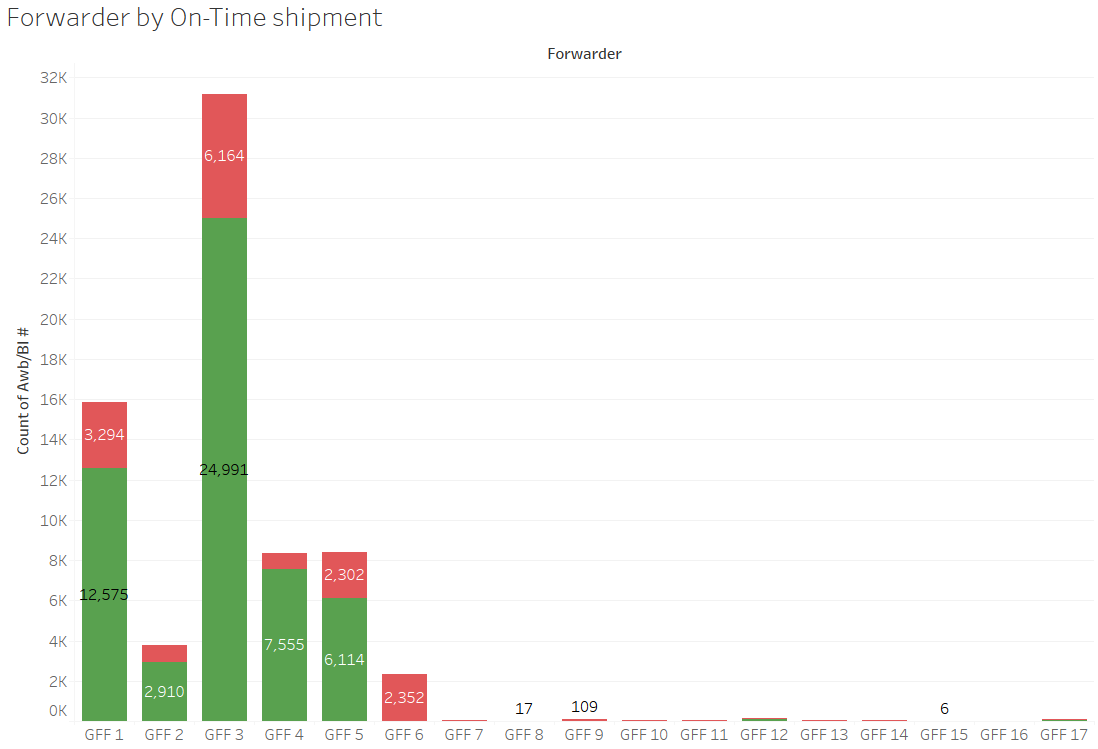 Forwarder by On-Time shipment
Forwarder
Count of Awb/Bl #
32K
30K
28K
26K
24K
22K
20K
18K
16K
14K
12K
10K
8K
6K
4K
2K
0K
6,164
3,294
24,991
12,575
2,302
7,555
6,114
2,910
2,352
17
109
6
GFF 1 GFF 2 GFF 3 GFF 4 GFF 5 GFF 6 GFF 7 GFF 8 GFF 9 GFF 10 GFF 11 GFF 12 GFF 13 GFF 14 GFF 15 GFF 16 GFF 17